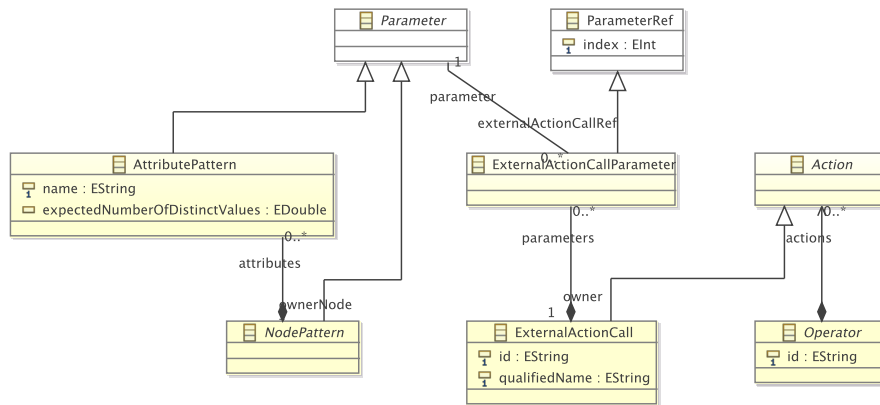 Parameter
ParameterRef
index : EInt
1
parameter
externalActionCallRef
0..*
AttributePattern
name : EString
expectedNumberOfDistinctValues : EDouble
ExternalActionCallParameter
Action
0..*
0..*
0..*
attributes
parameters
actions
ownerNode
owner
1
NodePattern
ExternalActionCall
id : EString
qualifiedName : EString
Operator
id : EString